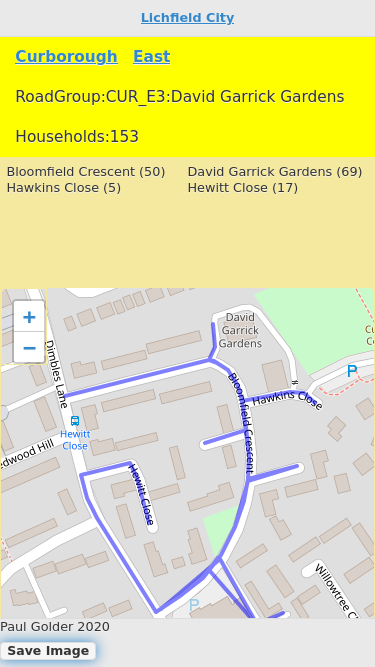 Lichfield City
Curborough East
RoadGroup:CUR_E3:David Garrick Gardens
Households:153
Bloomfield Crescent (50) David Garrick Gardens (69)
Hawkins Close (5) Hewitt Close (17)
+
−
David
Garrick
Gardens
Dimbles Lane
P
Bloomfield Crescent
Hawkins Close
Hewitt
Close
edwood Hill
Hewitt Close
Willowtree C
P
Paul Golder 2020
Save Image